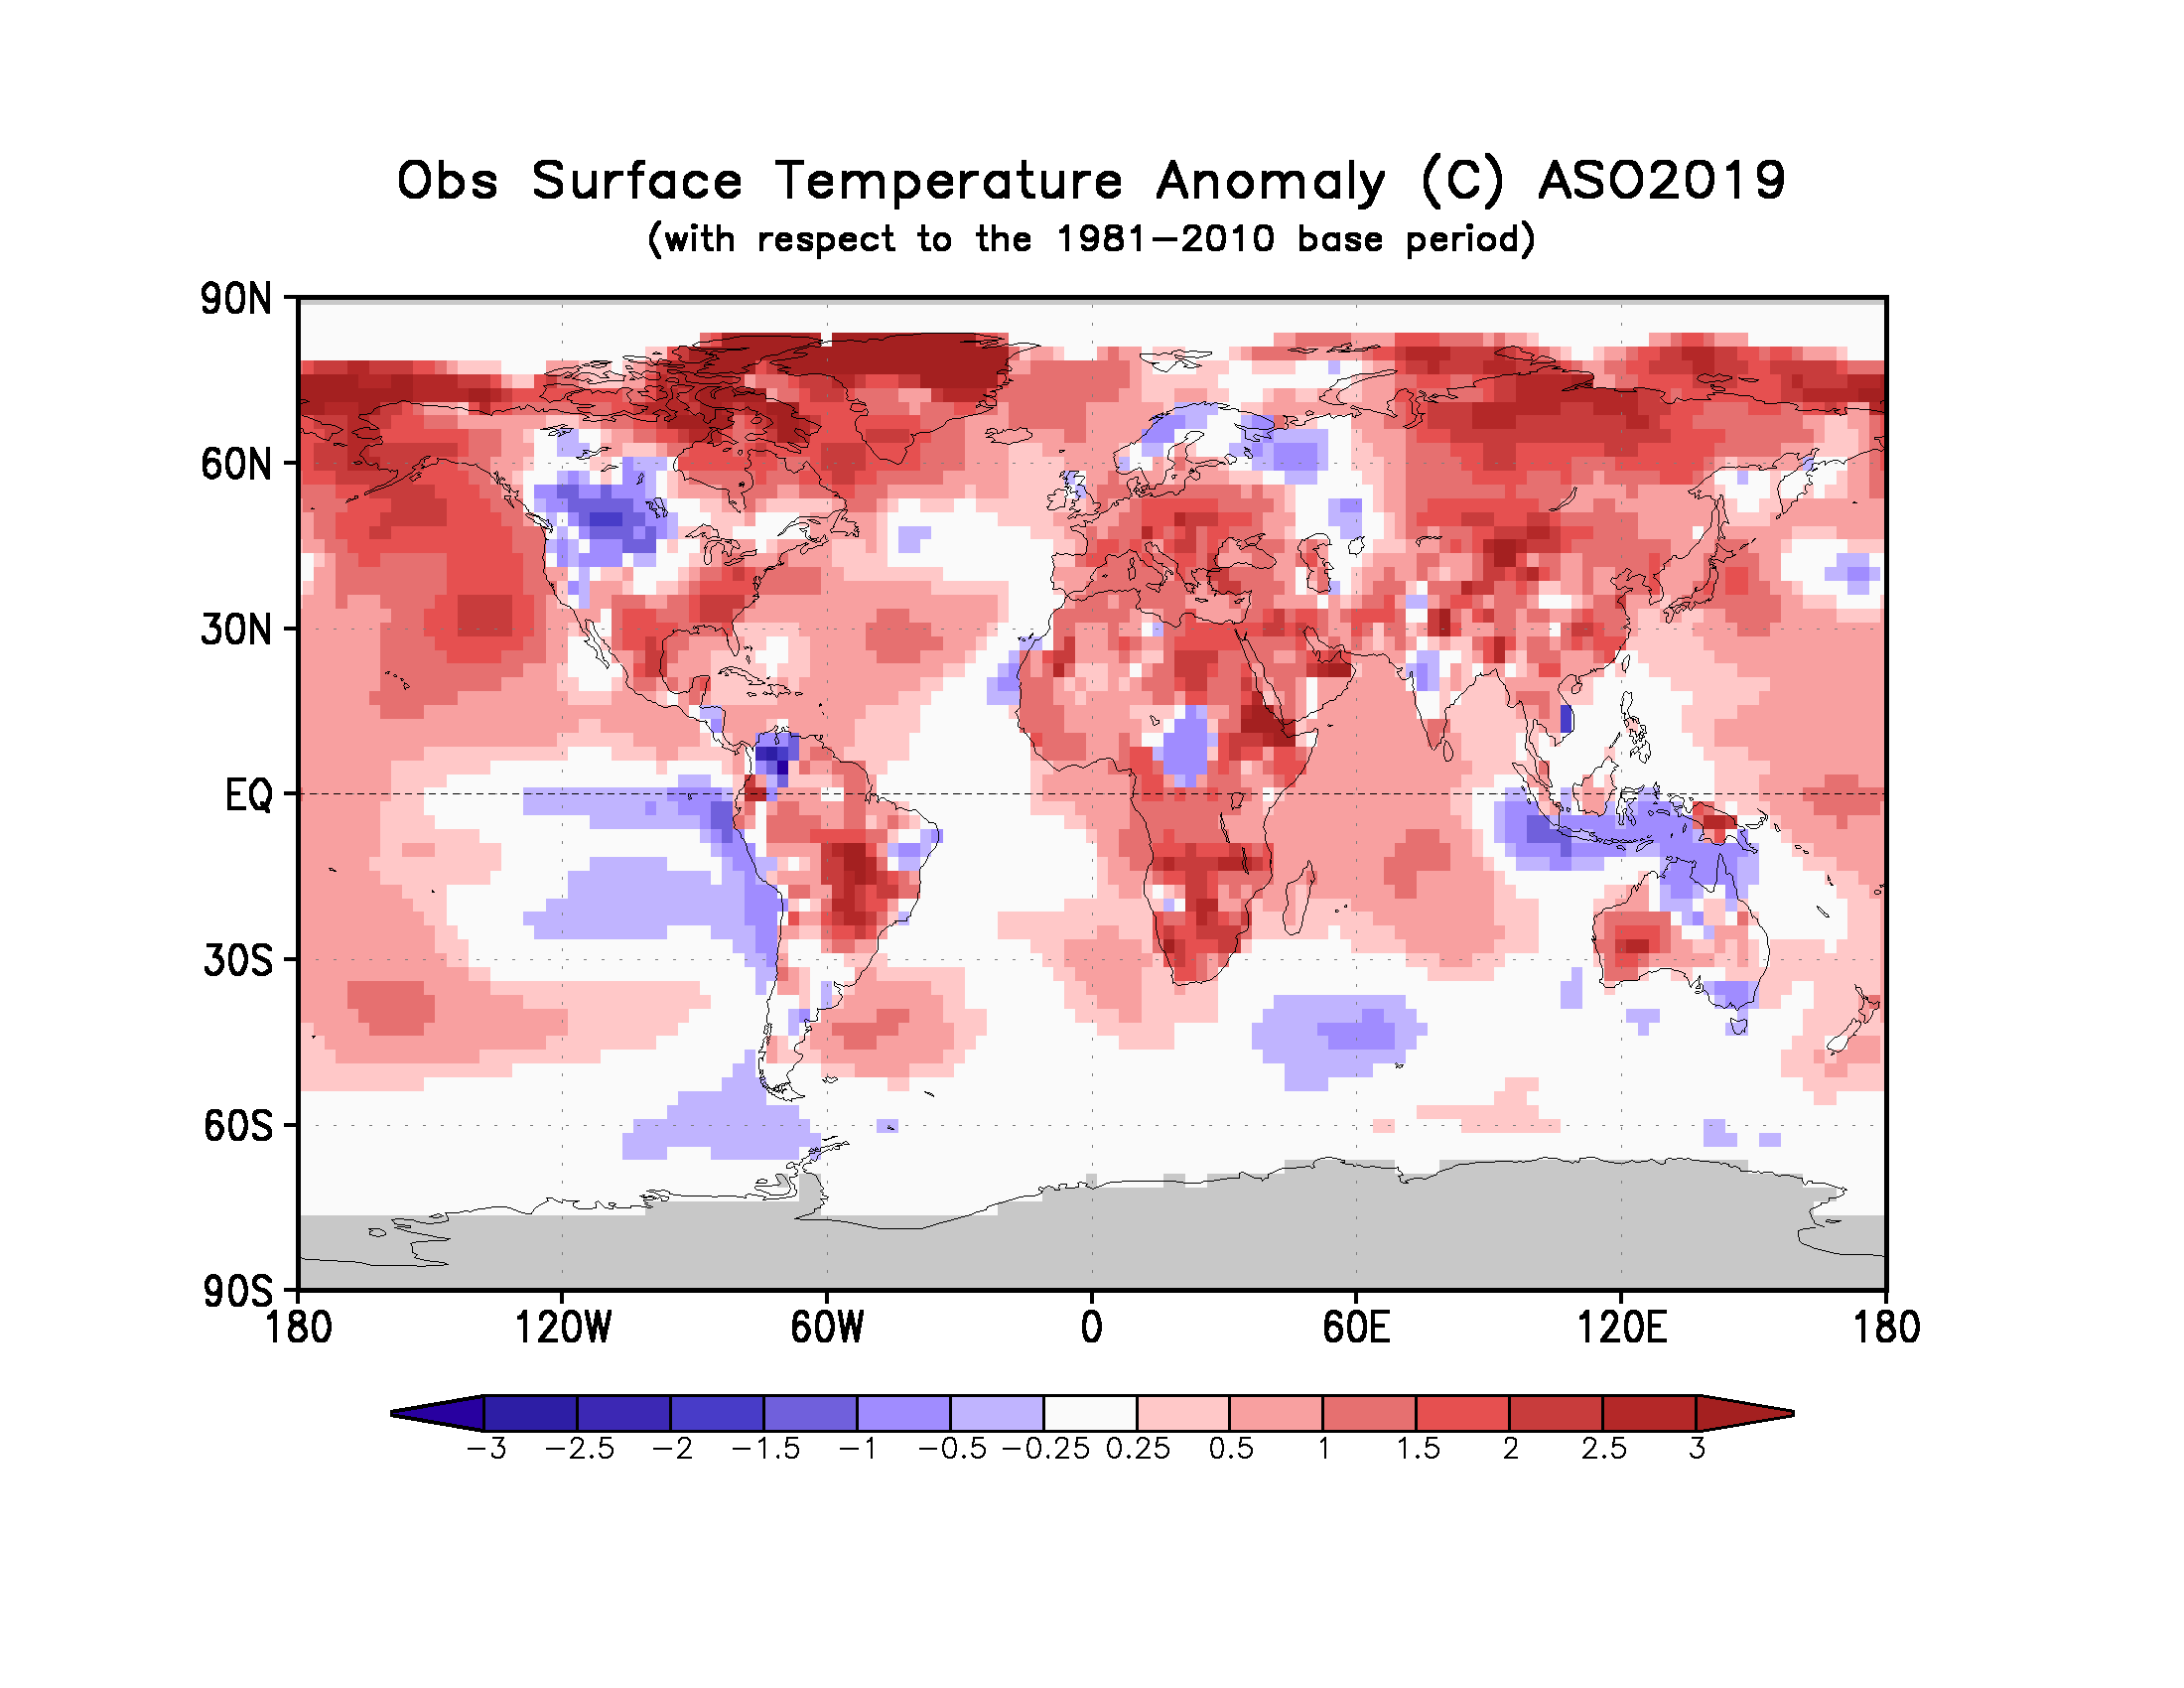 Obs Surface Temperature Anomaly (C) ASO2019
(with respect to the 1981−2010 base period)
90N
60N
30N
EQ
30S
60S
90S
180 120W 60W 0 60E 120E 180
−3 −2.5 −2 −1.5 −1 −0.5 −0.25 0.25 0.5 1 1.5 2 2.5 3